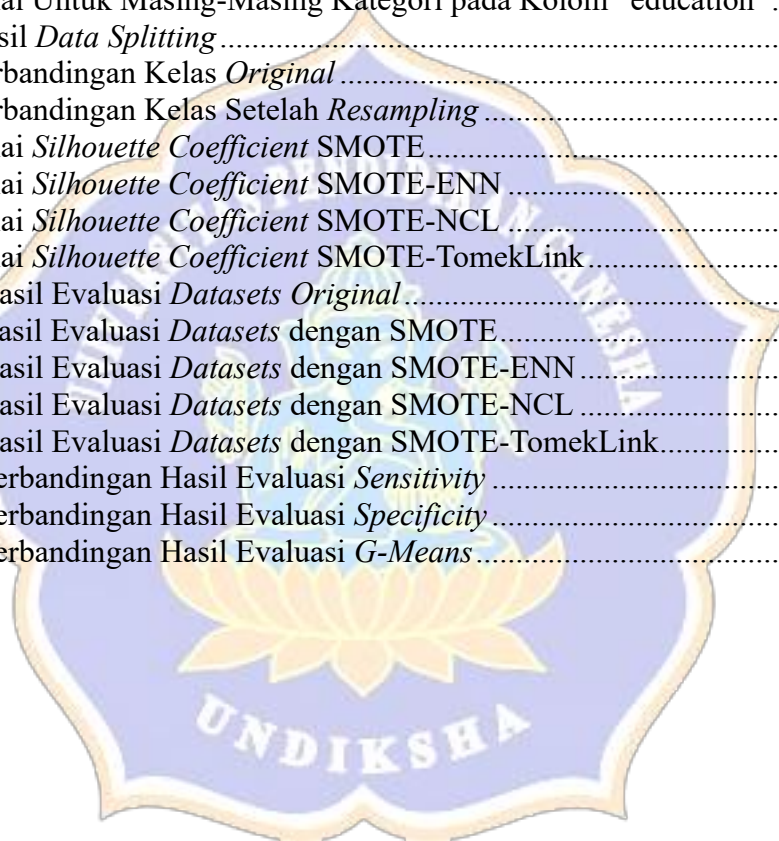 ai Untuk Masing-Masing Kategori pada Kolom "education" .
sil Data Splitting
rbandingan Kelas Original
rbandingan Kelas Setelah Resampling
ai Silhouette Coefficient SMOTE
ai Silhouette Coefficient SMOTE-ENN
ai Silhouette Coefficient SMOTE-NCL
ai Silhouette Coefficient SMOTE-TomekLink
asil Evaluasi Datasets Original
asil Evaluasi Datasets dengan SMOTE
asil Evaluasi Datasets dengan SMOTE-ENN
asil Evaluasi Datasets dengan SMOTE-NCL
asil Evaluasi Datasets dengan SMOTE-TomekLink
erbandingan Hasil Evaluasi Sensitivity
erbandingan Hasil Evaluasi Specificity
erbandingan Hasil Evaluasi G-Means
UNIVERSITAS PENDIDIKAN GANESHA
UNDIKSHA